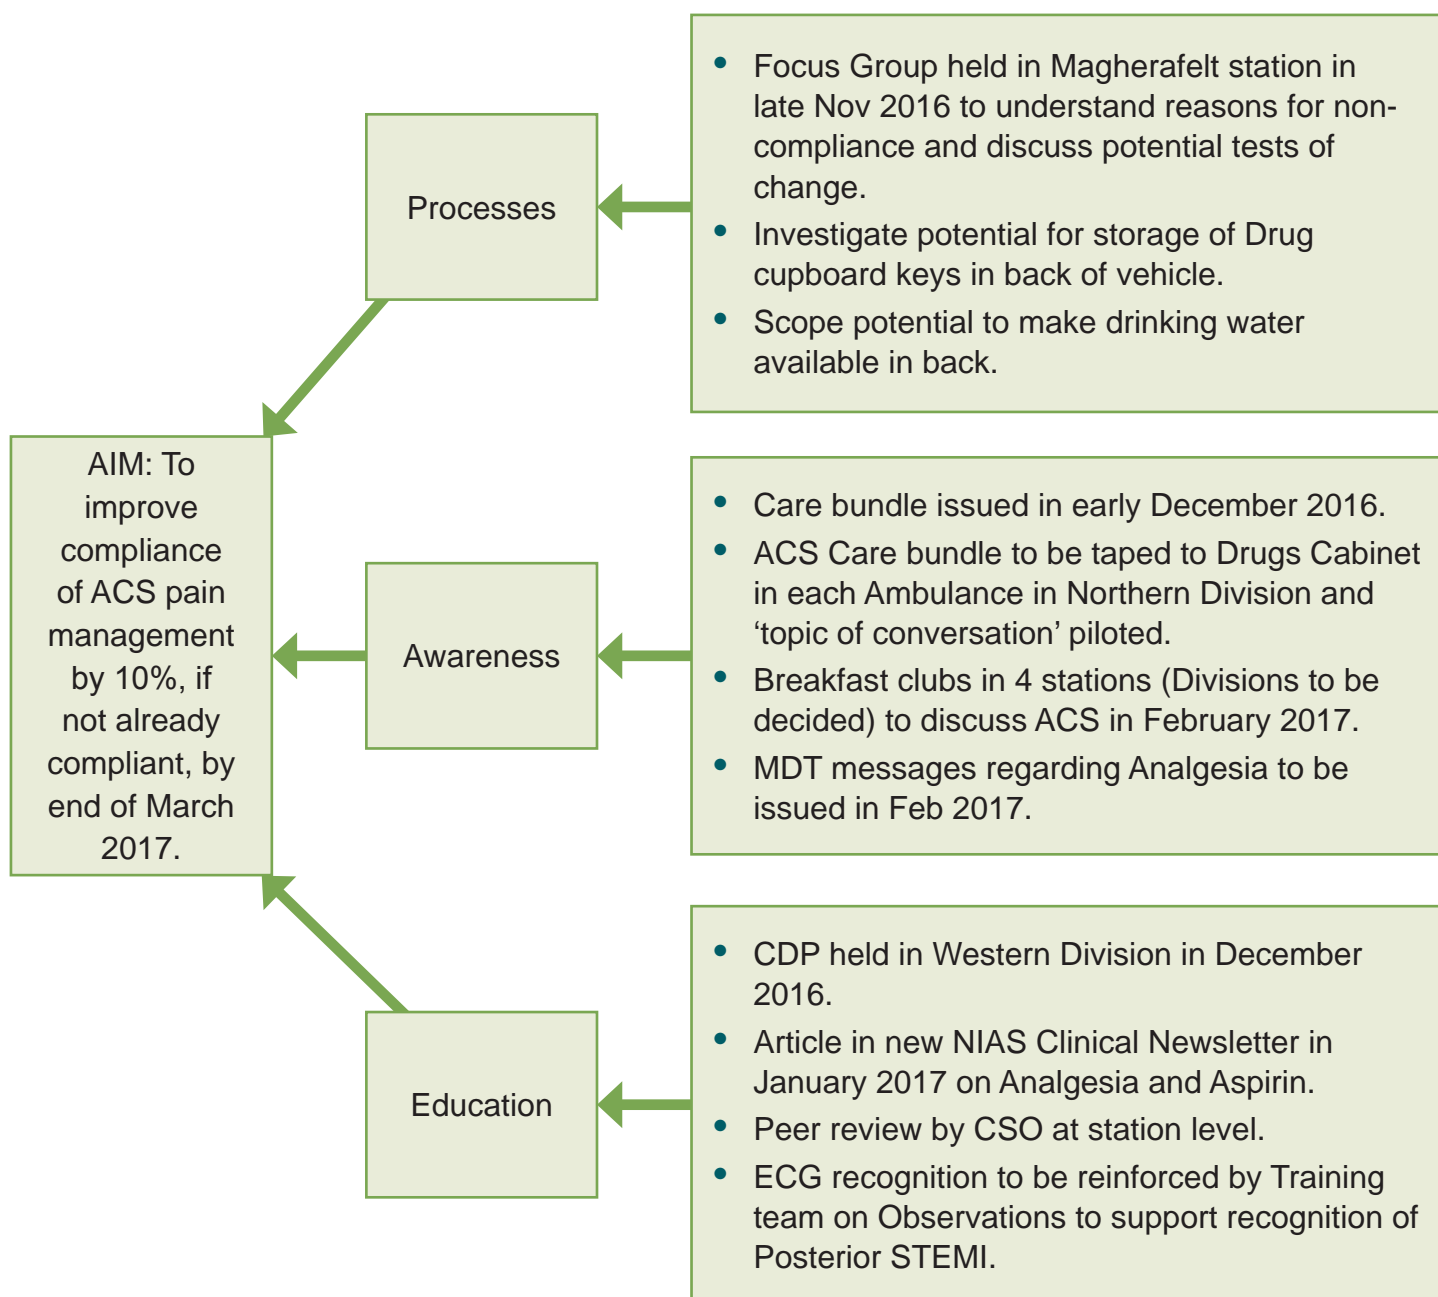 • Focus Group held in Magherafelt station in
late Nov 2016 to understand reasons for non-
compliance and discuss potential tests of
change.
• Investigate potential for storage of Drug
cupboard keys in back of vehicle.
• Scope potential to make drinking water
available in back.
Processes
AIM: To
improve
compliance
of ACS pain
management
by 10%, if
not already
compliant, by
end of March
2017.
• Care bundle issued in early December 2016.
• ACS Care bundle to be taped to Drugs Cabinet
in each Ambulance in Northern Division and
‘topic of conversation’ piloted.
• Breakfast clubs in 4 stations (Divisions to be
decided) to discuss ACS in February 2017.
• MDT messages regarding Analgesia to be
issued in Feb 2017.
Awareness
• CDP held in Western Division in December
2016.
• Article in new NIAS Clinical Newsletter in
January 2017 on Analgesia and Aspirin.
• Peer review by CSO at station level.
• ECG recognition to be reinforced by Training
team on Observations to support recognition of
Posterior STEMI.
Education